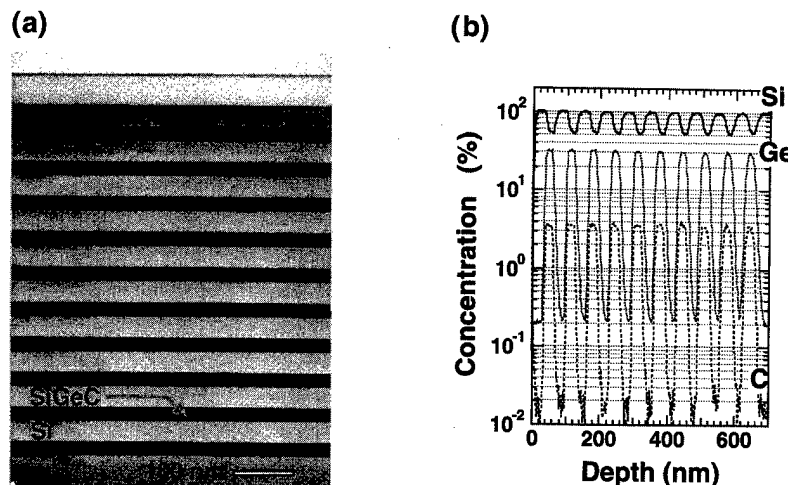 (a)
SiGeC
Si
(b)
Concentration (%)
10²
10¹
10⁰
10⁻¹
10⁻²
Si
Ge
C
0
200
400
600
Depth (nm)